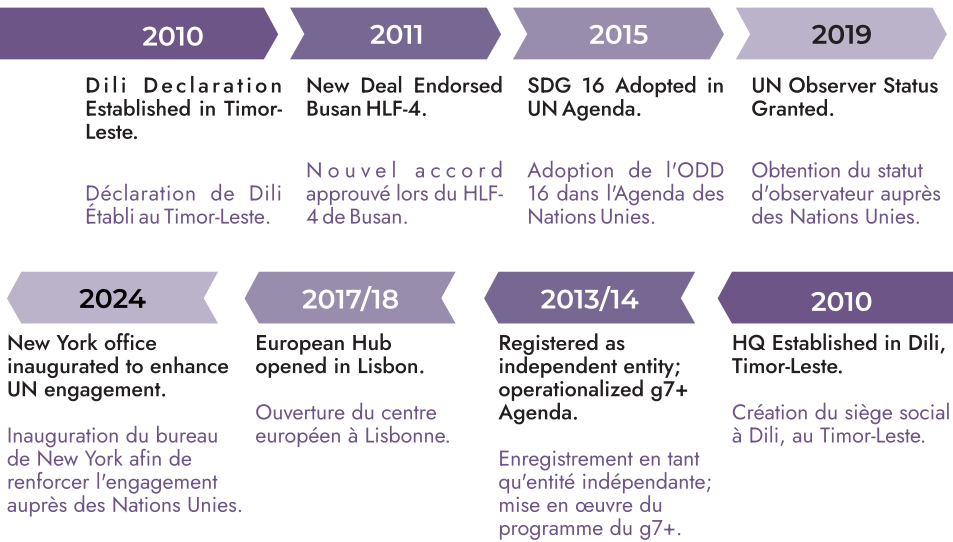 2010
Dili Declaration
Established in Timor-
Leste.
Déclaration de Dili
Établi au Timor-Leste.
2011
New Deal Endorsed
Busan HLF-4.
Nouvel accord
approuvé lors du HLF-
4 de Busan.
2015
SDG 16 Adopted in
UN Agenda.
Adoption de l'ODD
16 dans l'Agenda des
Nations Unies.
2019
UN Observer Status
Granted.
Obtention du statut
d'observateur auprès
des Nations Unies.
2024
New York office
inaugurated to enhance
UN engagement.
Inauguration du bureau
de New York afin de
renforcer l'engagement
auprès des Nations Unies.
2017/18
European Hub
opened in Lisbon.
Ouverture du centre
européen à Lisbonne.
2013/14
Registered as
independent entity;
operationalized g7+
Agenda.
Enregistrement en tant
qu'entité indépendante;
mise en œuvre du
programme du g7+.
2010
HQ Established in Dili,
Timor-Leste.
Création du siège social
à Dili, au Timor-Leste.